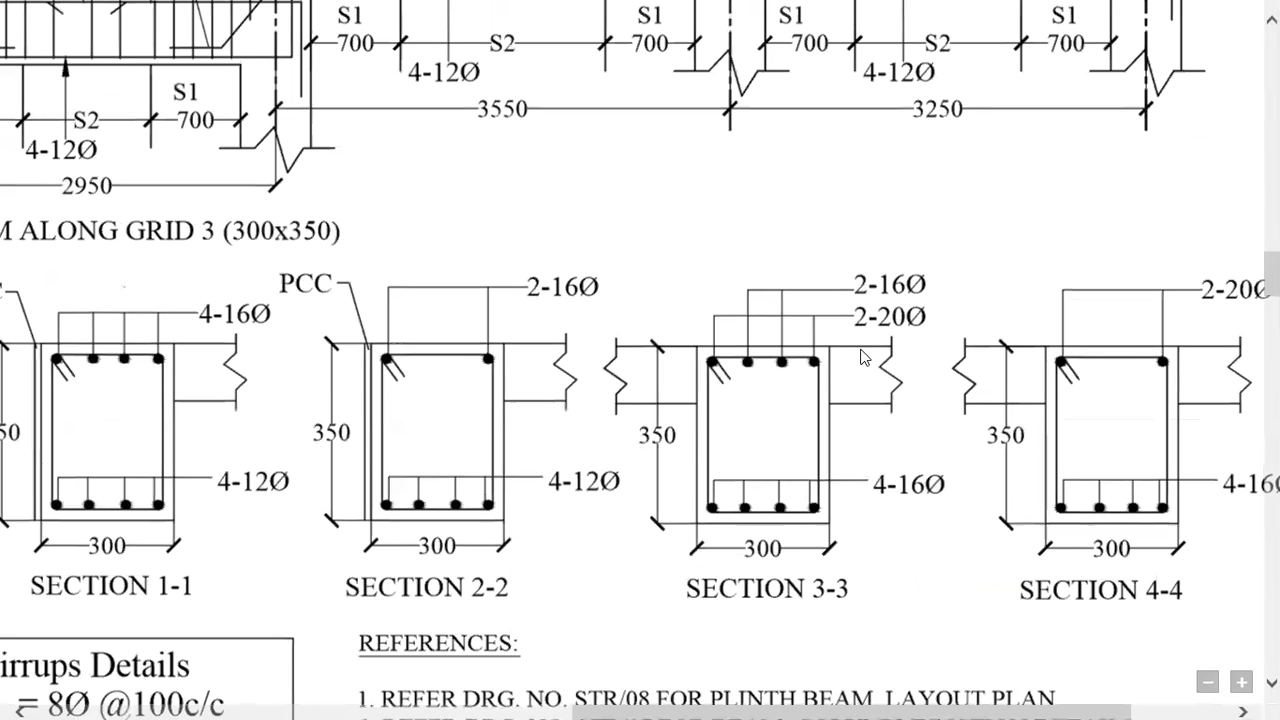 S1 S1 S1 S1
700 S2 700 700 S2 700
4-12Ø 4-12Ø
S1
S2 700
3550 3250
4-12Ø
2950
ALONG GRID 3 (300x350)
PCC 2-16Ø 2-16Ø 2-20Ø
4-16Ø 2-20Ø
350 350 350
4-12Ø 4-12Ø 4-16Ø
300 300 300 300
SECTION 1-1 SECTION 2-2 SECTION 3-3 SECTION 4-4
REFERENCES:
Details
= 8Ø @100c/c
1. REFER DRG. NO. STR/08 FOR PLINTH BEAM LAYOUT PLAN